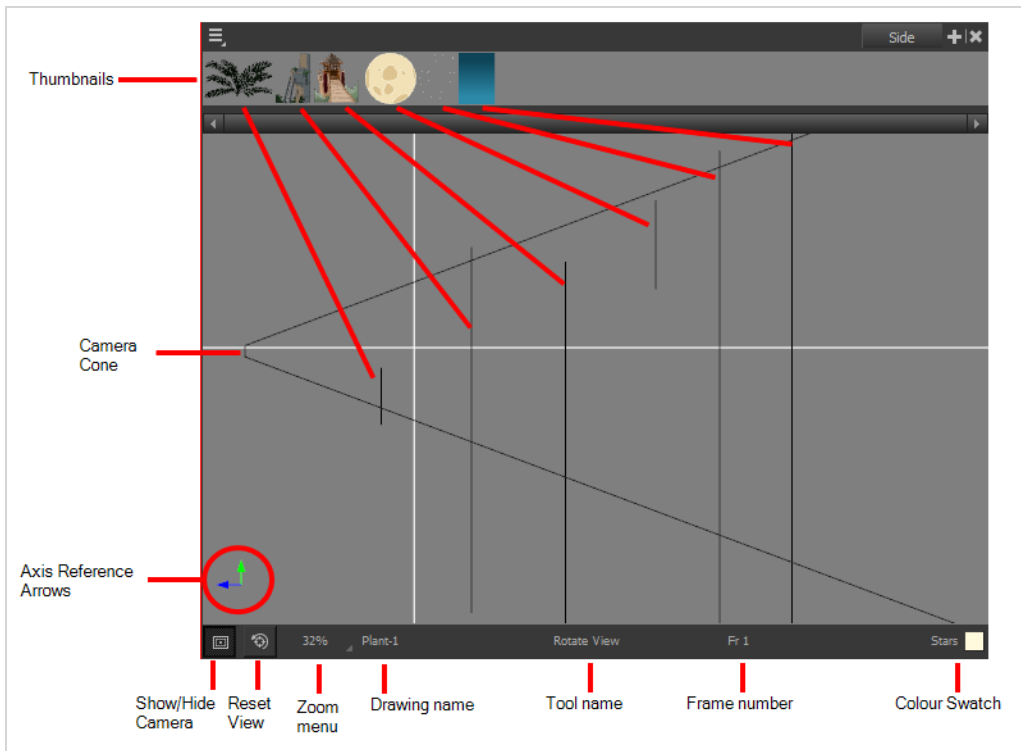 Side
Thumbnails
Camera
Cone
Axis Reference
Arrows
32%
Plant-1
Rotate View
Fr 1
Stars
Show/Hide
Camera
Reset
View
Zoom
menu
Drawing name
Tool name
Frame number
Colour Swatch